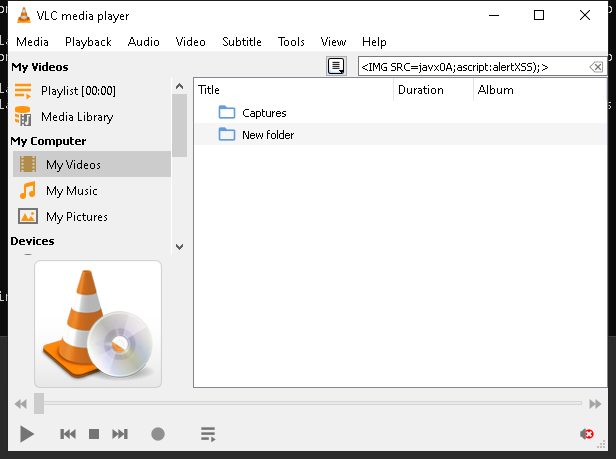 VLC media player
Media Playback Audio Video Subtitle Tools View Help
My Videos
<IMG SRC=javx0A;ascript:alertXSS);>
Playlist [00:00]
Media Library
My Computer
My Videos
My Music
My Pictures
Devices
Title Duration Album
Captures
New folder